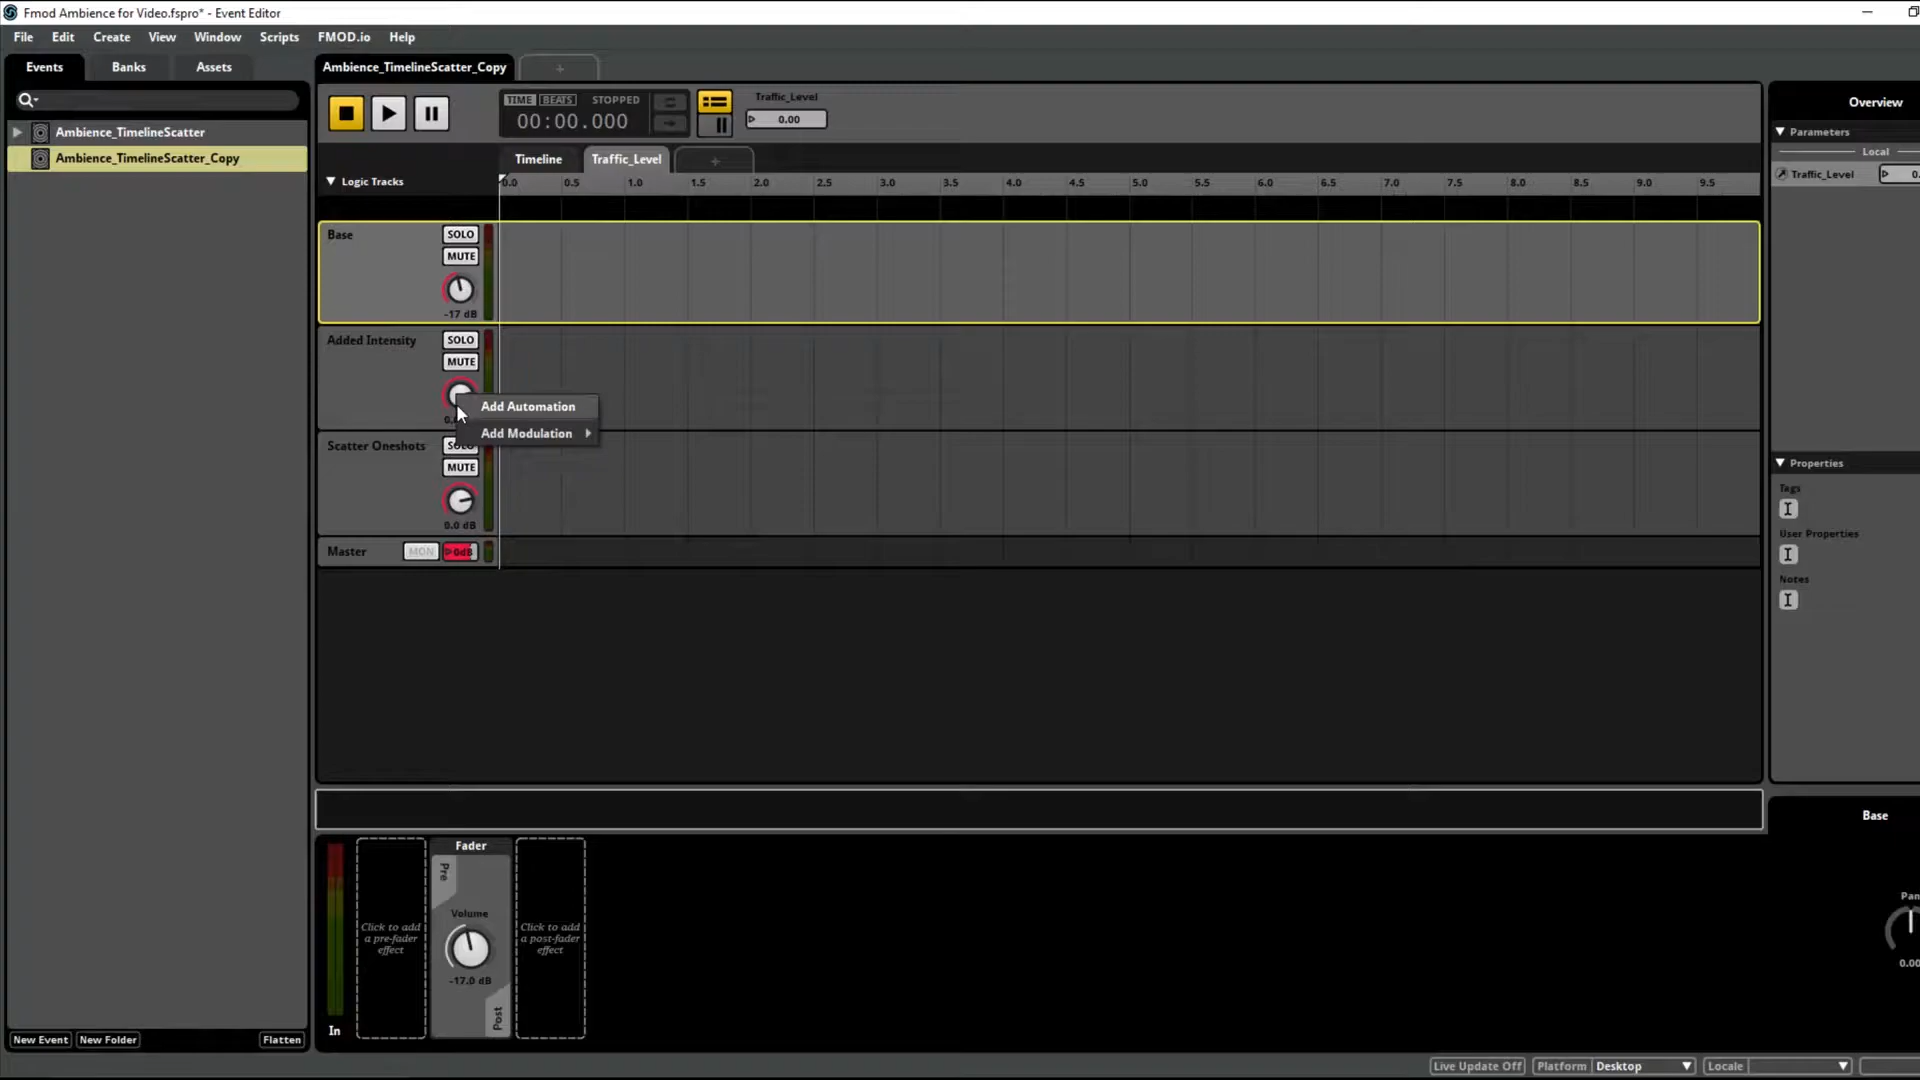 Fmod Ambience for Video.fspro* - Event Editor
File Edit Create View Window Scripts FMOD.io Help
Events Banks Assets
Ambience_TimelineScatter_Copy
Ambience_TimelineScatter
Ambience_TimelineScatter_Copy
TIME BEATS STOPPED
00:00.000
Traffic_Level
0.00
Timeline Traffic_Level
Logic Tracks
0.0 0.5 1.0 1.5 2.0 2.5 3.0 3.5 4.0 4.5 5.0 5.5 6.0 6.5 7.0 7.5 8.0 8.5 9.0 9.5
Base SOLO
MUTE
-17 dB
Added Intensity SOLO
MUTE
Add Automation
Add Modulation
Scatter Oneshots SOLO
MUTE
0.0 dB
Master MON 0dB
Overview
Parameters
Local
Traffic_Level
Properties
Tags
User Properties
Notes
Fader
Pre
Click to add
a pre-fader
effect
Volume
-17.0 dB
Post
Click to add
a post-fader
effect
In
Base
Pan
0.00
New Event New Folder Flatten
Live Update Off Platform Desktop Locale